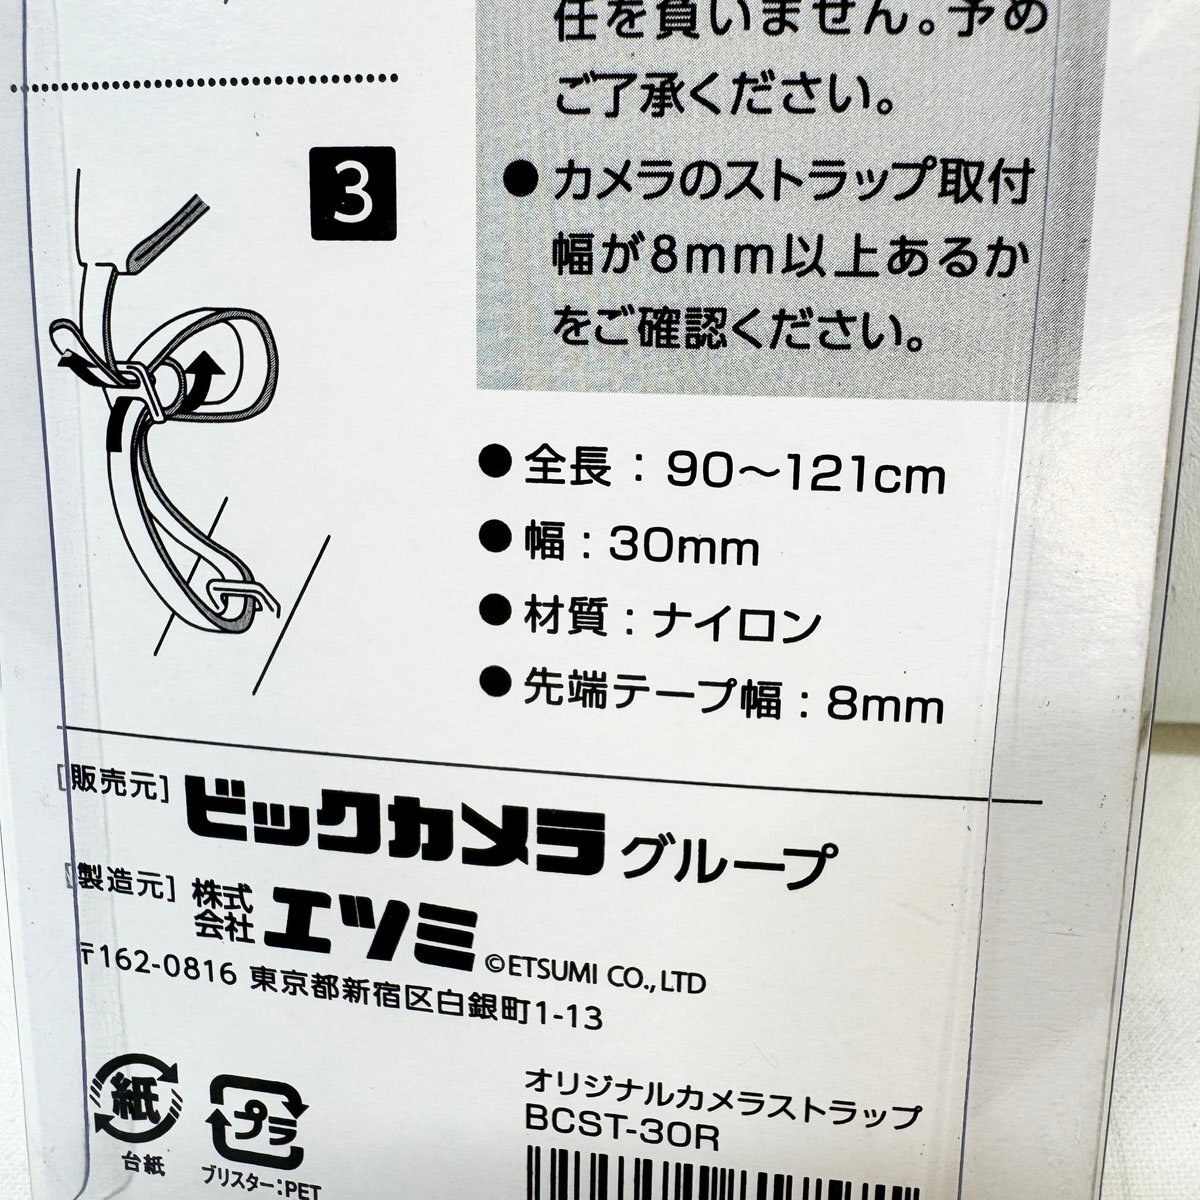 任を負いません。予め
ご了承ください。
●カメラのストラップ取付
幅が8mm以上あるか
をご確認ください。
3
●全長：90〜121cm
●幅：30mm
●材質：ナイロン
●先端テープ幅：8mm
[販売元] ビックカメラグループ
[製造元] 株式会社 エツミ ©ETSUMI CO.,LTD
〒162-0816 東京都新宿区白銀町1-13
紙
台紙
プラ
ブリスター：PET
オリジナルカメラストラップ
BCST-30R